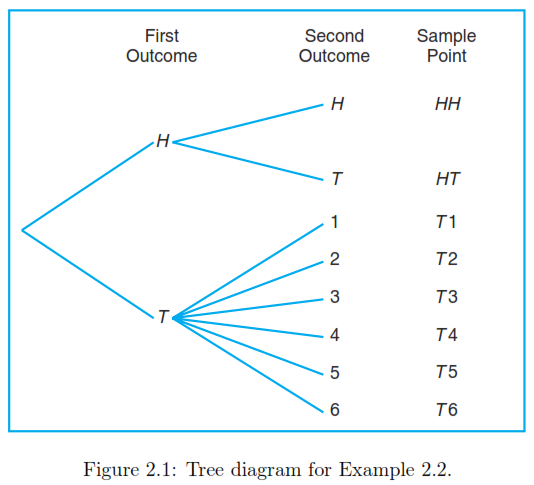 First Second Sample
Outcome Outcome Point
H HH
H
T HT
1 T1
2 T2
3 T3
T
4 T4
5 T5
6 T6
Figure 2.1: Tree diagram for Example 2.2.